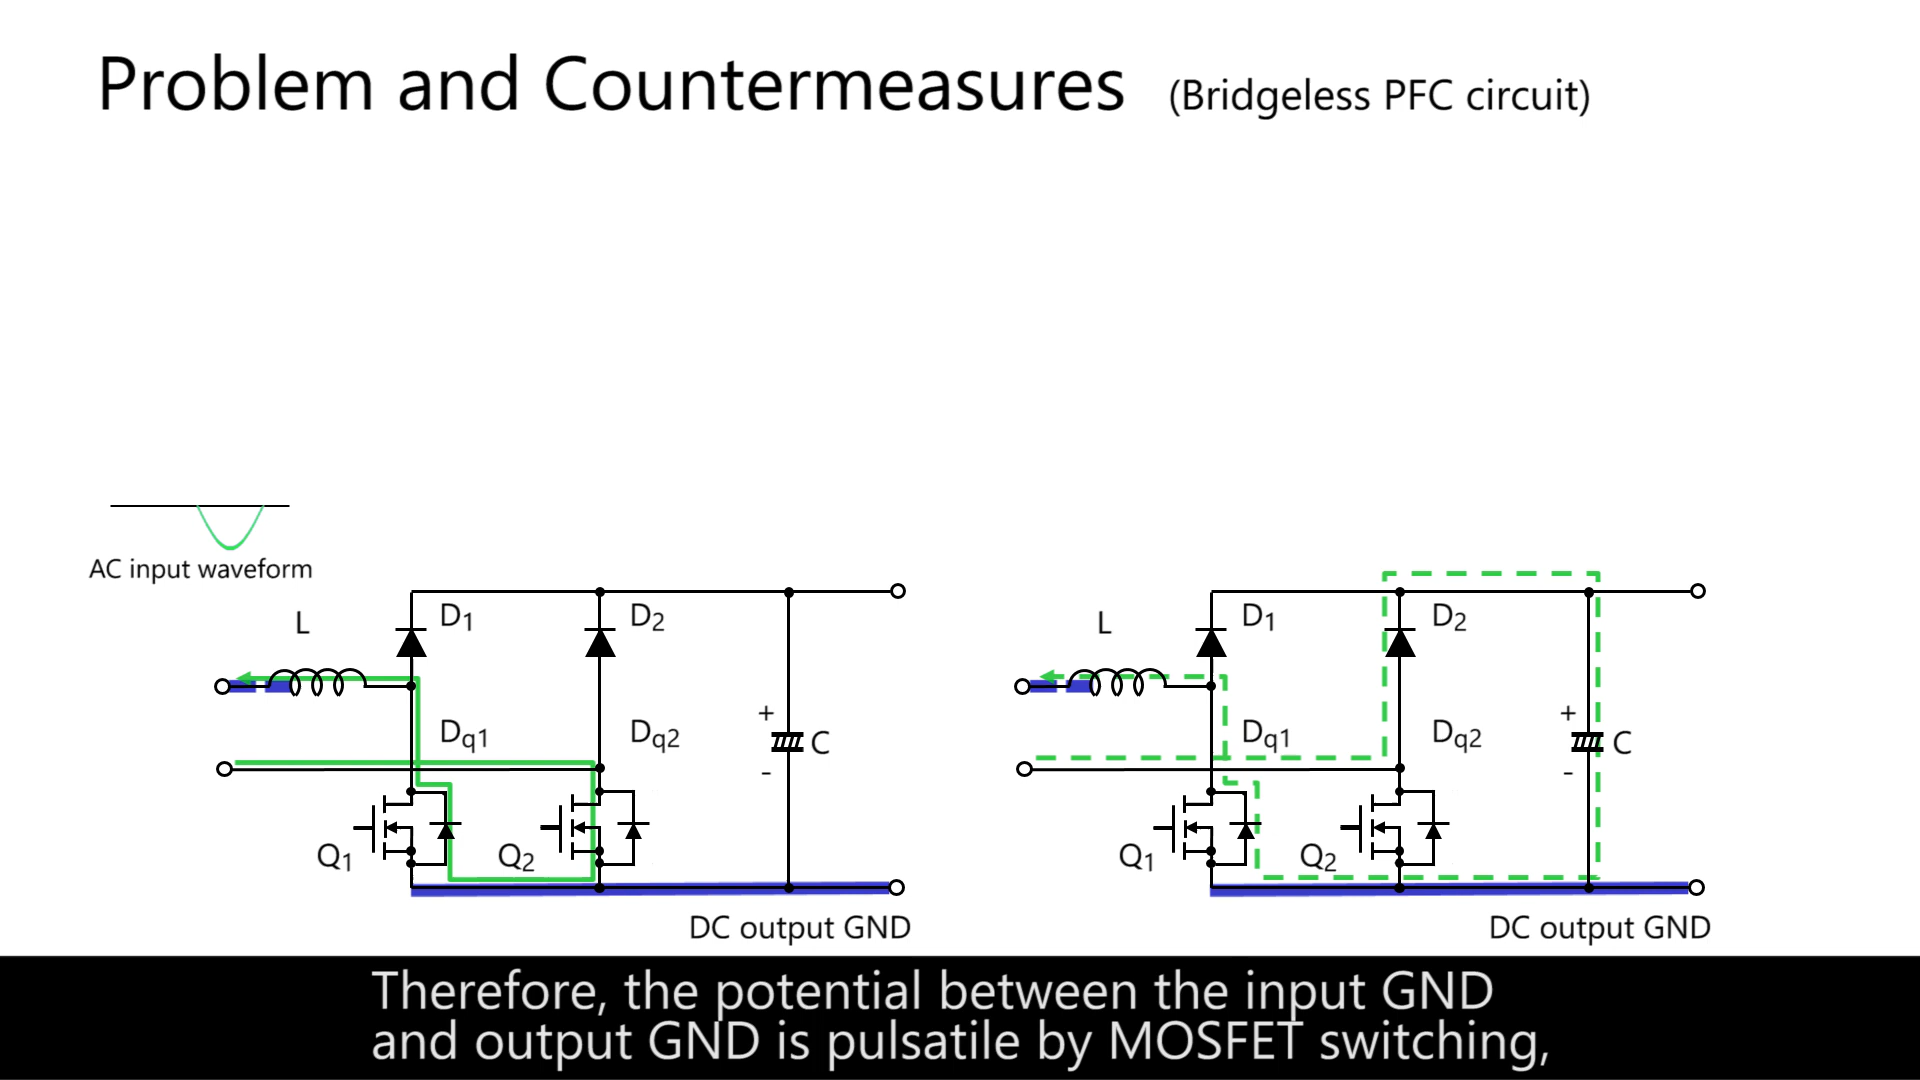 Problem and Countermeasures (Bridgeless PFC circuit)
AC input waveform
L
D1
D2
Dq1
Dq2
+
C
-
Q1
Q2
DC output GND
L
D1
D2
Dq1
Dq2
+
C
-
Q1
Q2
DC output GND
Therefore, the potential between the input GND
and output GND is pulsatile by MOSFET switching,